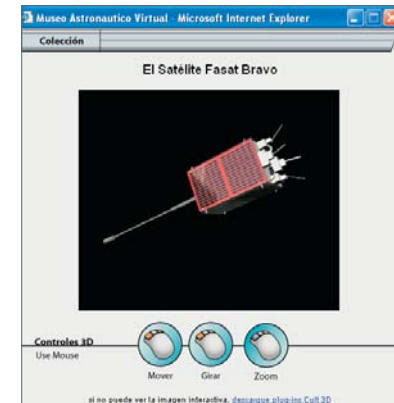 Museo Astronautico Virtual - Microsoft Internet Explorer
Colección
El Satélite Fasat Bravo
Controles 3D
Use Mouse
Mover Girar Zoom
si no puede ver la imagen interactiva, descargue plug-ins Cult 3D